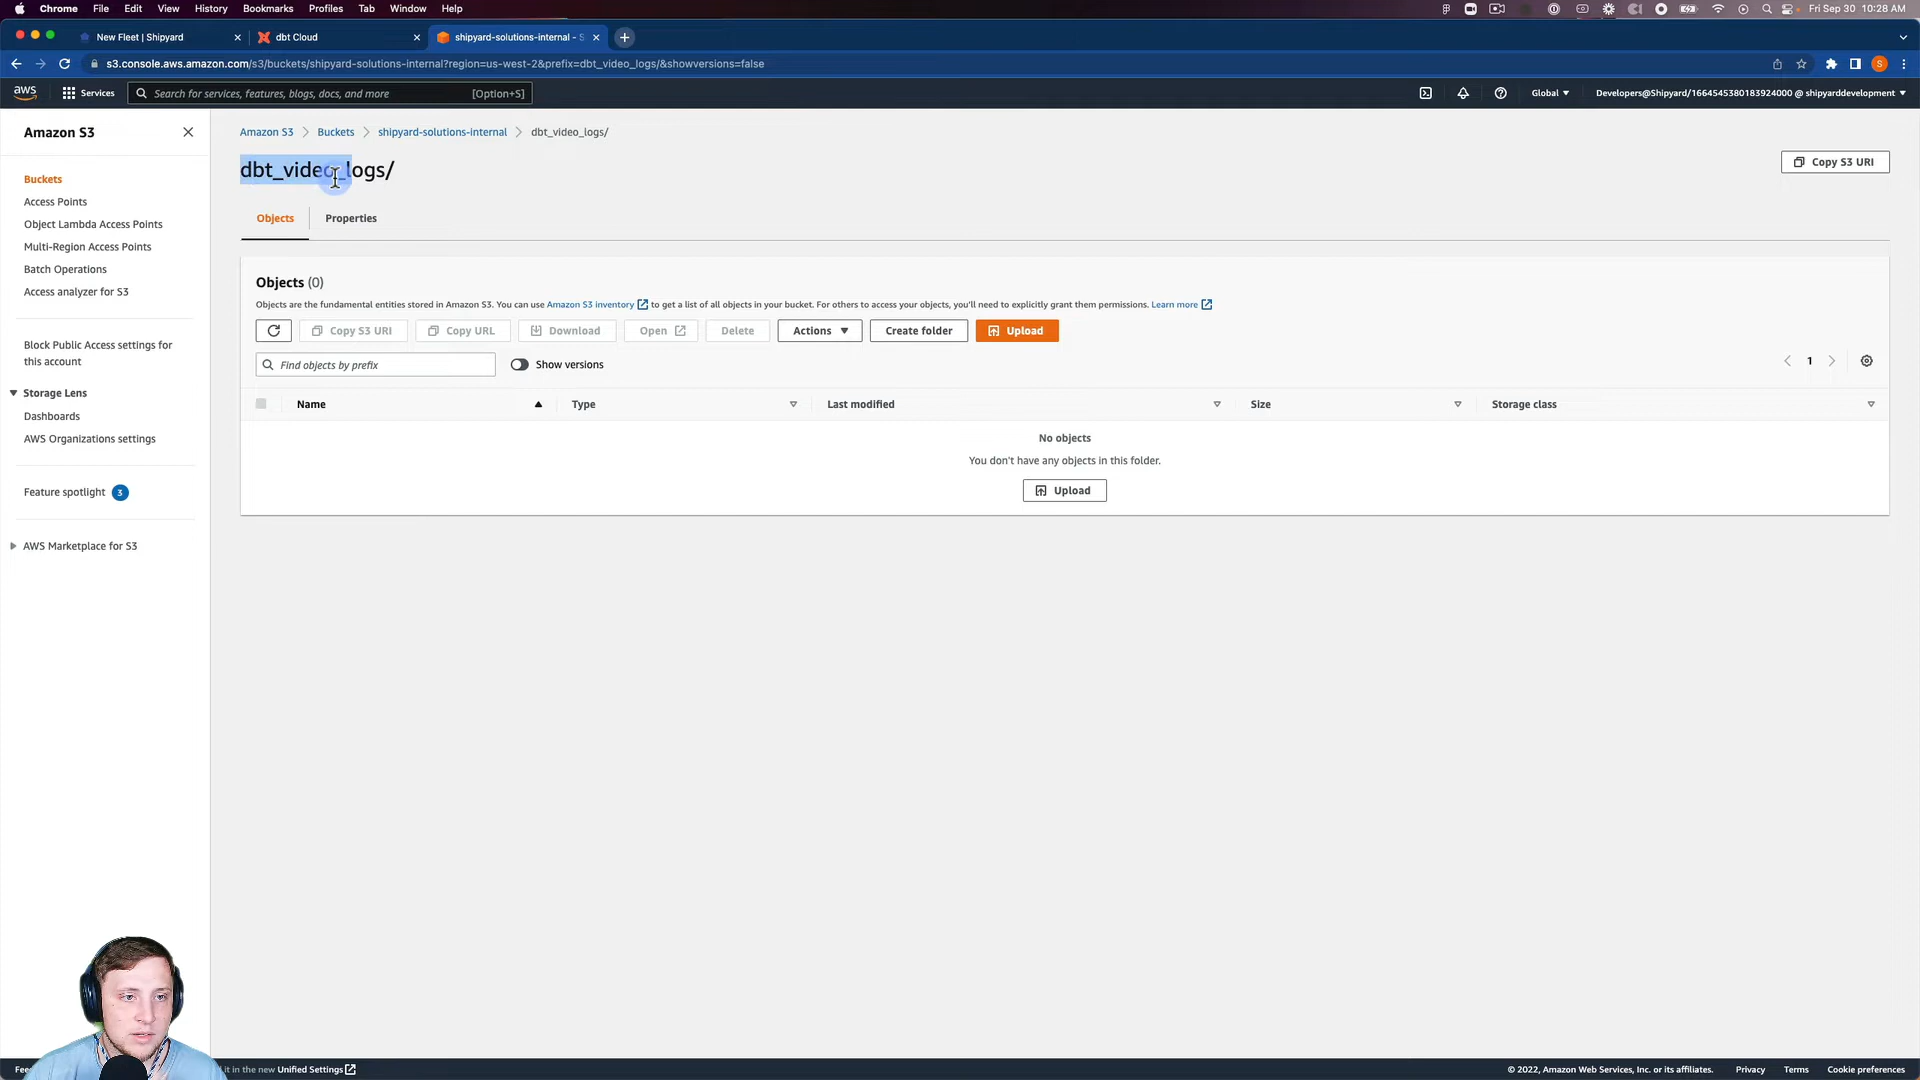 Chrome File Edit View History Bookmarks Profiles Tab Window Help
Fri Sep 30 10:28 AM
New Fleet | Shipyard
dbt Cloud
shipyard-solutions-internal - S
s3.console.aws.amazon.com/s3/buckets/shipyard-solutions-internal?region=us-west-2&prefix=dbt_video_logs/&showversions=false
S
aws
Services
Search for services, features, blogs, docs, and more
[Option+S]
Global
Developers@Shipyard/1664545380183924000 @ shipyarddevelopment
Amazon S3
Buckets
Access Points
Object Lambda Access Points
Multi-Region Access Points
Batch Operations
Access analyzer for S3
Block Public Access settings for
this account
Storage Lens
Dashboards
AWS Organizations settings
Feature spotlight 3
AWS Marketplace for S3
Amazon S3 > Buckets > shipyard-solutions-internal > dbt_video_logs/
dbt_video_logs/
Copy S3 URI
Objects
Properties
Objects (0)
Objects are the fundamental entities stored in Amazon S3. You can use Amazon S3 inventory to get a list of all objects in your bucket. For others to access your objects, you'll need to explicitly grant them permissions. Learn more
Copy S3 URI
Copy URL
Download
Open
Delete
Actions
Create folder
Upload
Find objects by prefix
Show versions
1
Name
Type
Last modified
Size
Storage class
No objects
You don't have any objects in this folder.
Upload
it in the new Unified Settings
© 2022, Amazon Web Services, Inc. or its affiliates.
Privacy
Terms
Cookie preferences